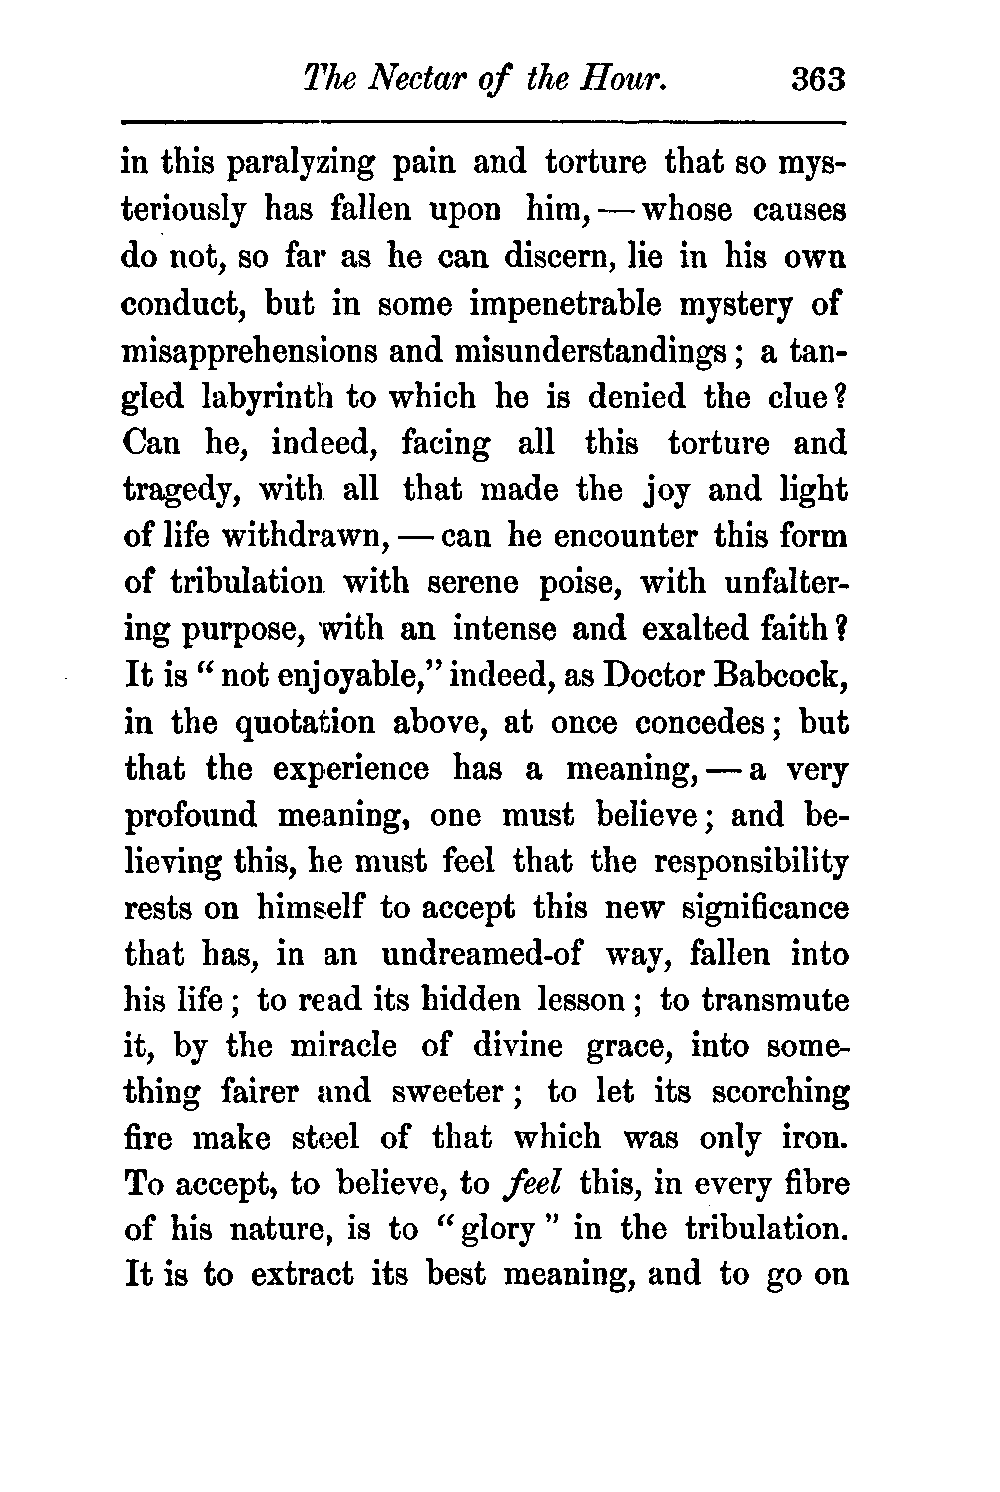 The Nectar of the Hour. 363
in this paralyzing pain and torture that so mys-
teriously has fallen upon him, — whose causes
do not, so far as he can discern, lie in his own
conduct, but in some impenetrable mystery of
misapprehensions and misunderstandings; a tan-
gled labyrinth to which he is denied the clue?
Can he, indeed, facing all this torture and
tragedy, with all that made the joy and light
of life withdrawn, — can he encounter this form
of tribulation with serene poise, with unfalter-
ing purpose, with an intense and exalted faith?
It is "not enjoyable," indeed, as Doctor Babcock,
in the quotation above, at once concedes; but
that the experience has a meaning, — a very
profound meaning, one must believe; and be-
lieving this, he must feel that the responsibility
rests on himself to accept this new significance
that has, in an undreamed-of way, fallen into
his life; to read its hidden lesson; to transmute
it, by the miracle of divine grace, into some-
thing fairer and sweeter; to let its scorching
fire make steel of that which was only iron.
To accept, to believe, to feel this, in every fibre
of his nature, is to "glory" in the tribulation.
It is to extract its best meaning, and to go on